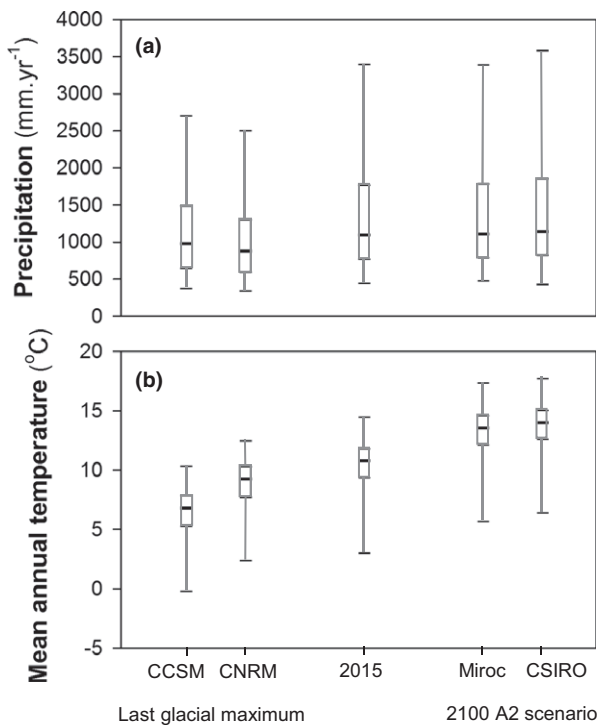 (a)
Precipitation (mm.yr⁻¹)
4000
3500
3000
2500
2000
1500
1000
500
0
(b)
Mean annual temperature (°C)
20
15
10
5
0
-5
CCSM CNRM 2015 Miroc CSIRO
Last glacial maximum 2100 A2 scenario